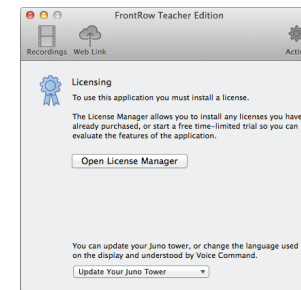 FrontRow Teacher Edition
Recordings Web Link
Licensing
To use this application you must install a license.
The License Manager allows you to install any licenses you have
already purchased, or start a free time-limited trial so you can
evaluate the features of the application.
Open License Manager
You can update your Juno tower, or change the language used
on the display and understood by Voice Command.
Update Your Juno Tower